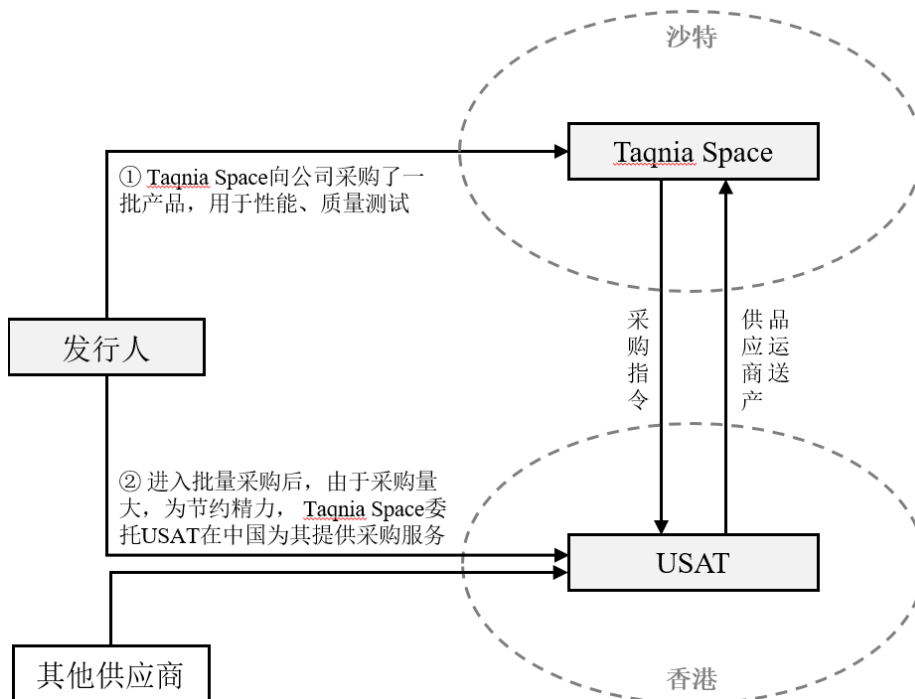 沙特
Taqnia Space
① Taqnia Space向公司采购了一
批产品，用于性能、质量测试
发行人
采购指令
供应商产
品运送
② 进入批量采购后，由于采购量
大，为节约精力， Taqnia Space委
托USAT在中国为其提供采购服务
USAT
其他供应商
香港